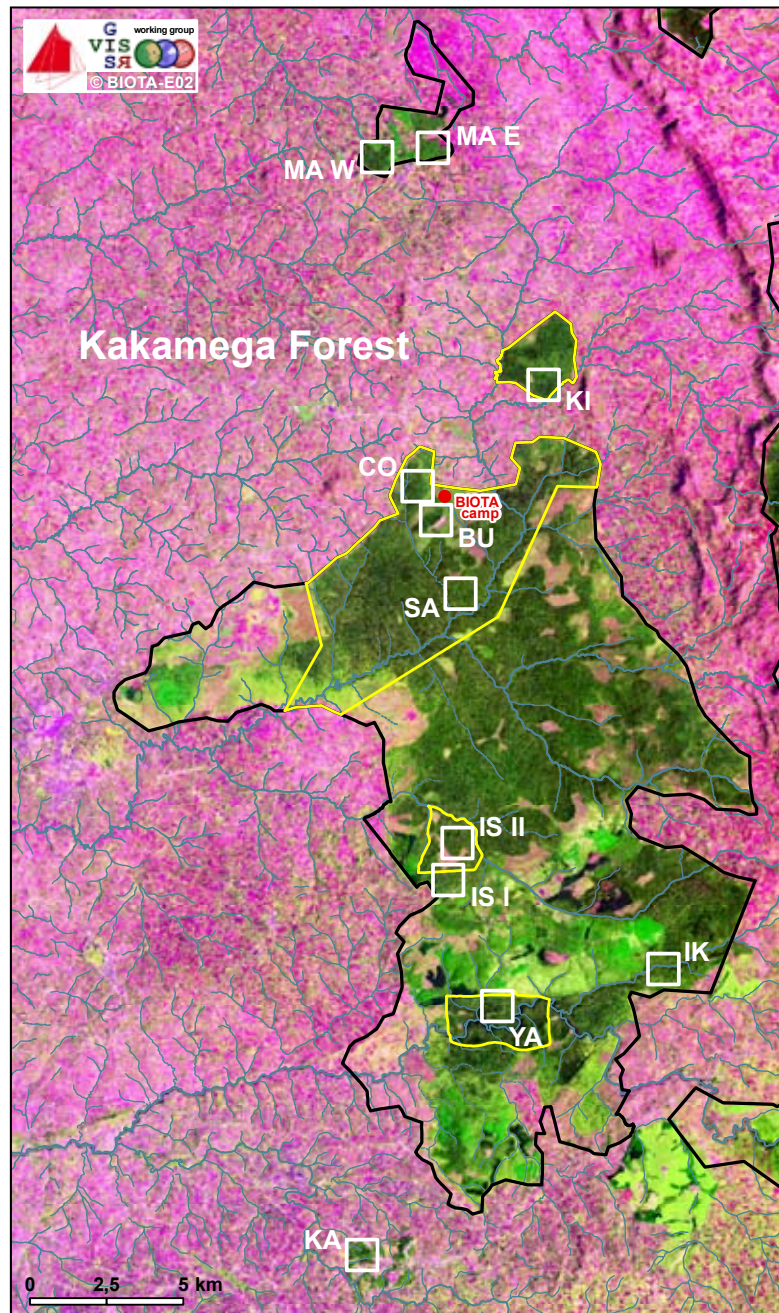 G
VIS
SR
working group
© BIOTA-E02
MA E
MA W
Kakamega Forest
KI
CO
BIOTA
camp
BU
SA
IS II
IS I
IK
YA
KA
0 2,5 5 km